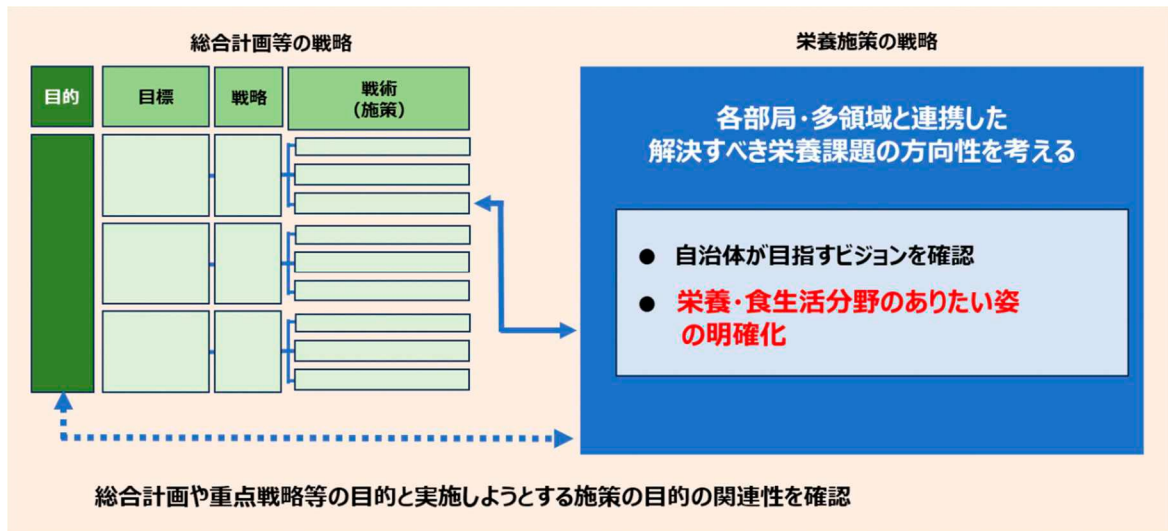 総合計画等の戦略
目的
目標
戦略
戦術
(施策)
栄養施策の戦略
各部局・多領域と連携した
解決すべき栄養課題の方向性を考える
● 自治体が目指すビジョンを確認
● 栄養・食生活分野のありたい姿
の明確化
総合計画や重点戦略等の目的と実施しようとする施策の目的の関連性を確認